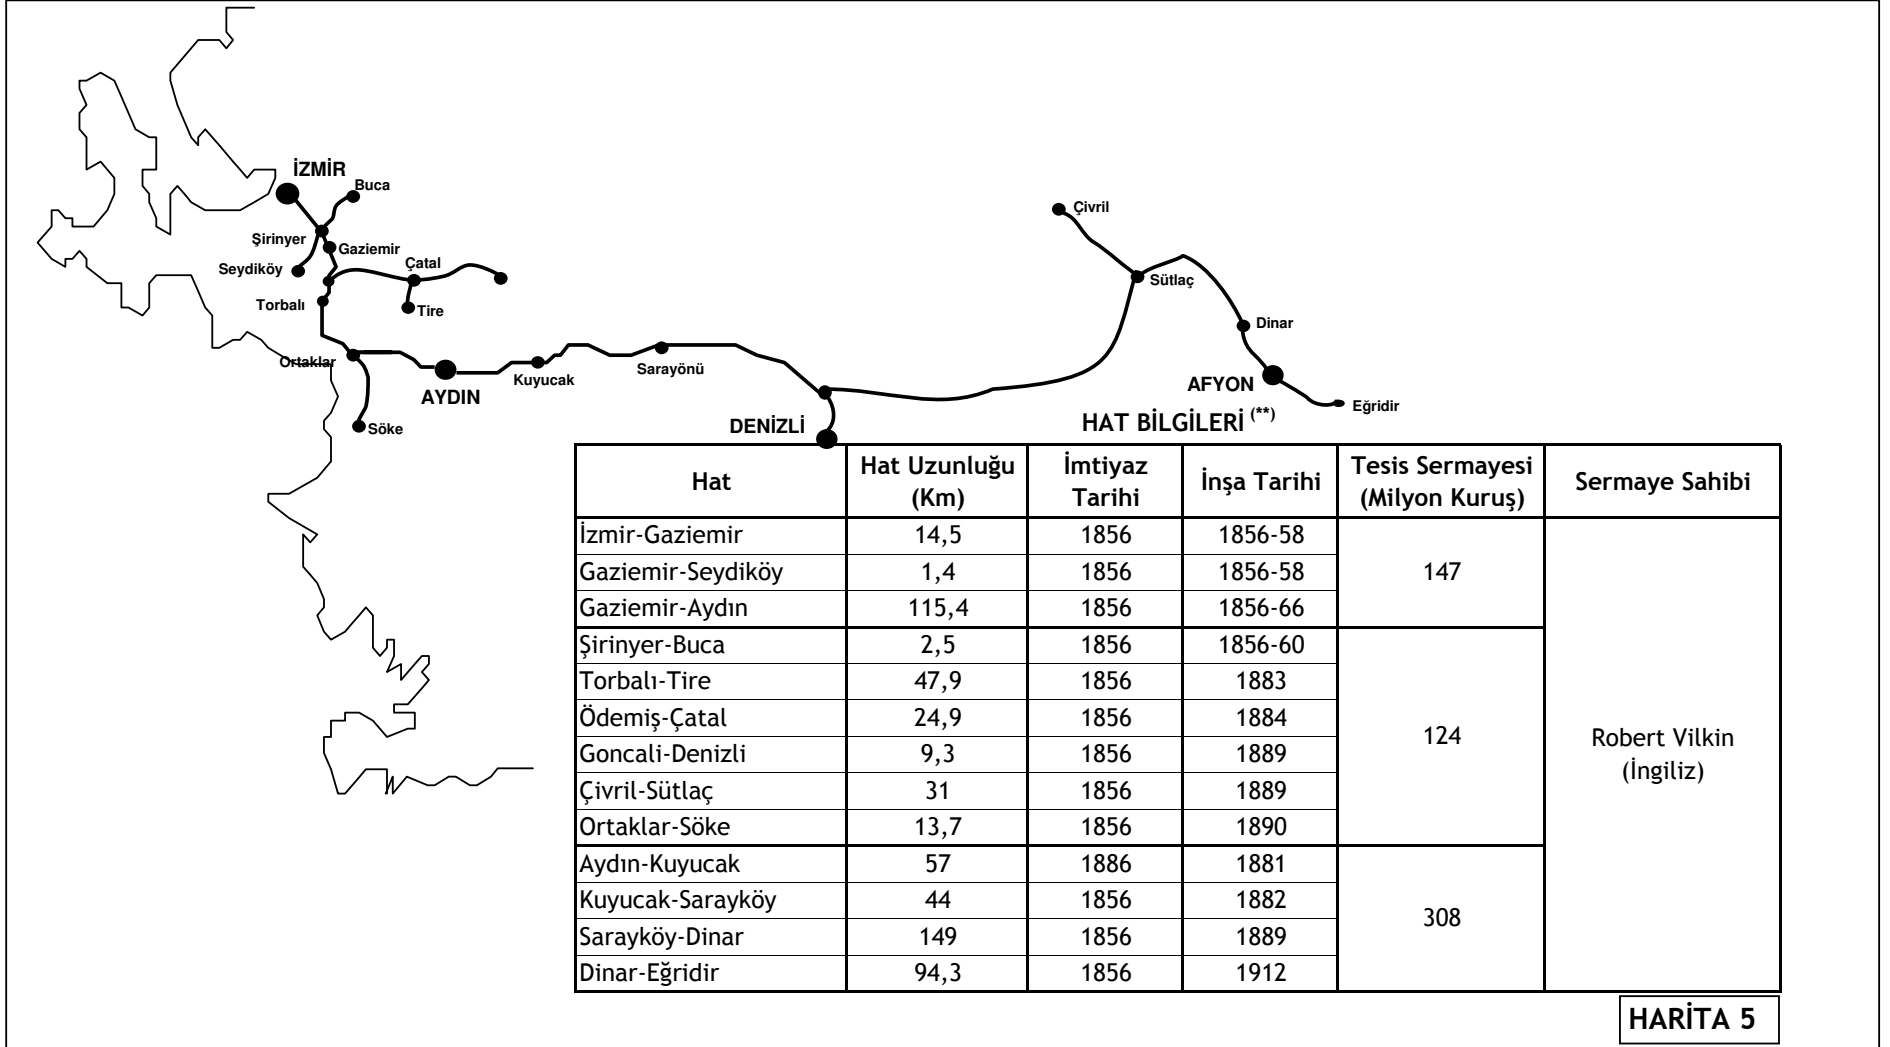 İZMİR
Buca
Şirinyer
Gaziemir
Seydiköy
Çatal
Torbalı
Tire
Ortaklar
Söke
AYDIN
Kuyucak
Sarayönü
DENİZLİ
Çivril
Sütlaç
Dinar
AFYON
Eğridir
HAT BİLGİLERİ (**)
Hat | Hat Uzunluğu (Km) | İmtiyaz Tarihi | İnşa Tarihi | Tesis Sermayesi (Milyon Kuruş) | Sermaye Sahibi
İzmir-Gaziemir 14,5 1856 1856-58
Gaziemir-Seydiköy 1,4 1856 1856-58 147
Gaziemir-Aydın 115,4 1856 1856-66
Şirinyer-Buca 2,5 1856 1856-60
Torbalı-Tire 47,9 1856 1883
Ödemiş-Çatal 24,9 1856 1884
Goncali-Denizli 9,3 1856 1889 124 Robert Vilkin (İngiliz)
Çivril-Sütlaç 31 1856 1889
Ortaklar-Söke 13,7 1856 1890
Aydın-Kuyucak 57 1886 1881
Kuyucak-Sarayköy 44 1856 1882 308
Sarayköy-Dinar 149 1856 1889
Dinar-Eğridir 94,3 1856 1912
HARİTA 5